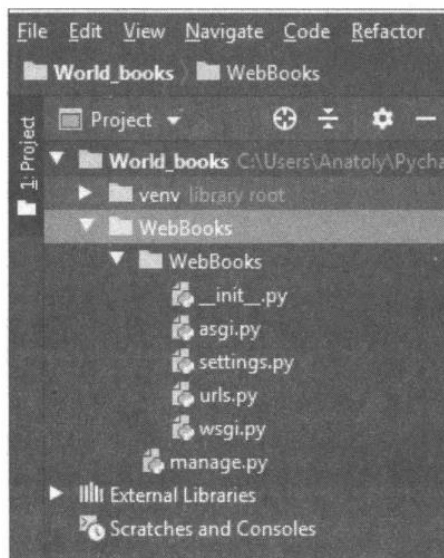 File Edit View Navigate Code Refactor
World_books WebBooks
1: Project
Project
World_books C:\Users\Anatoly\Pycha
venv library root
WebBooks
WebBooks
__init__.py
asgi.py
settings.py
urls.py
wsgi.py
manage.py
External Libraries
Scratches and Consoles